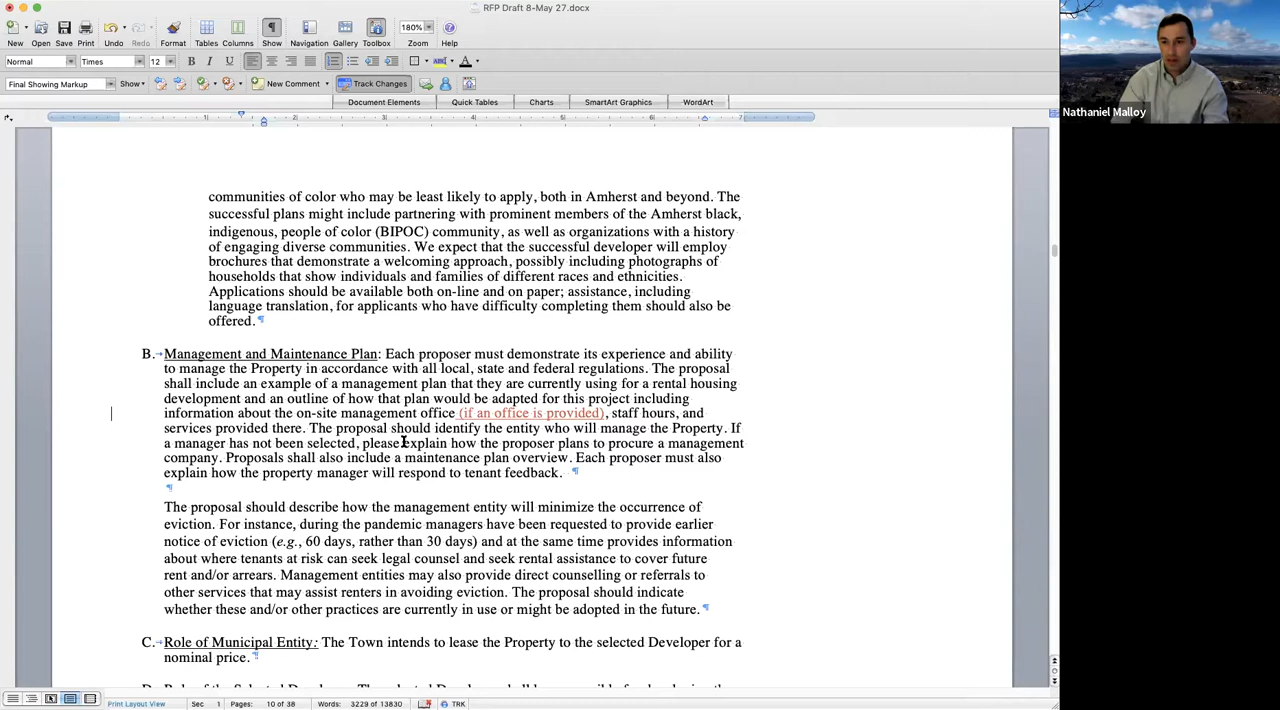 RFP Draft 8-May 27.docx
180%
New Open Save Print Undo Redo Format Tables Columns Show Navigation Gallery Toolbox Zoom Help
Normal Times 12 B I U
Final Showing Markup Show New Comment Track Changes
Document Elements Quick Tables Charts SmartArt Graphics WordArt
1 2 3 4 5 6 7
Nathaniel Malloy
communities of color who may be least likely to apply, both in Amherst and beyond. The
successful plans might include partnering with prominent members of the Amherst black,
indigenous, people of color (BIPOC) community, as well as organizations with a history
of engaging diverse communities. We expect that the successful developer will employ
brochures that demonstrate a welcoming approach, possibly including photographs of
households that show individuals and families of different races and ethnicities.
Applications should be available both on-line and on paper; assistance, including
language translation, for applicants who have difficulty completing them should also be
offered. ¶
B. Management and Maintenance Plan: Each proposer must demonstrate its experience and ability
to manage the Property in accordance with all local, state and federal regulations. The proposal
shall include an example of a management plan that they are currently using for a rental housing
development and an outline of how that plan would be adapted for this project including
information about the on-site management office (if an office is provided), staff hours, and
services provided there. The proposal should identify the entity who will manage the Property. If
a manager has not been selected, please explain how the proposer plans to procure a management
company. Proposals shall also include a maintenance plan overview. Each proposer must also
explain how the property manager will respond to tenant feedback. ¶
¶
The proposal should describe how the management entity will minimize the occurrence of
eviction. For instance, during the pandemic managers have been requested to provide earlier
notice of eviction (e.g., 60 days, rather than 30 days) and at the same time provides information
about where tenants at risk can seek legal counsel and seek rental assistance to cover future
rent and/or arrears. Management entities may also provide direct counselling or referrals to
other services that may assist renters in avoiding eviction. The proposal should indicate
whether these and/or other practices are currently in use or might be adopted in the future. ¶
C. Role of Municipal Entity: The Town intends to lease the Property to the selected Developer for a
nominal price. ¶
Print Layout View Sec 1 Pages: 10 of 38 Words: 3229 of 13830 TRK